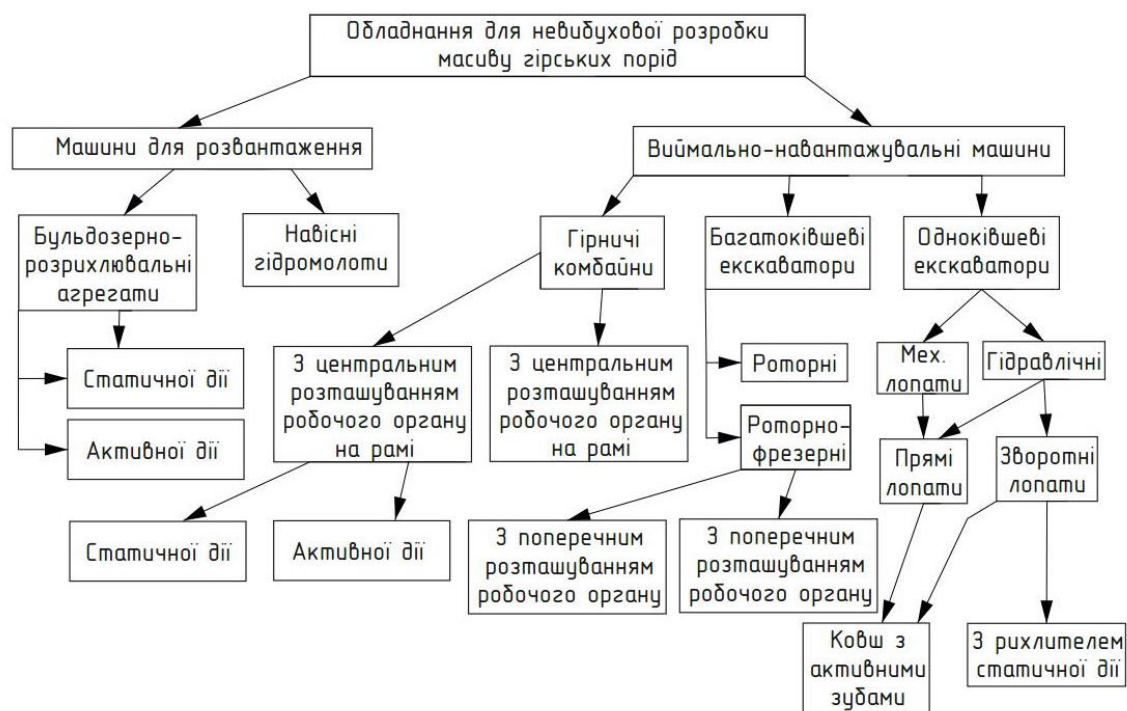 Обладнання для невибухової розробки
масиву гірських порід
Машини для розвантаження
Виймально-навантажувальні машини
Бульдозерно-
розрихлювальні
агрегати
Навісні
гідромолоти
Гірничі
комбайни
Багатоківшеві
екскаватори
Одноківшеві
екскаватори
Статичної дії
Активної дії
З центральним
розташуванням
робочого органу
на рамі
З центральним
розташуванням
робочого органу
на рамі
Роторні
Роторно-
фрезерні
Мех.
лопати
Гідравлічні
Прямі
лопати
Зворотні
лопати
Статичної дії
Активної дії
З поперечним
розташуванням
робочого органу
З поперечним
розташуванням
робочого органу
Ковш з
активними
зубами
З рихлителем
статичної дії